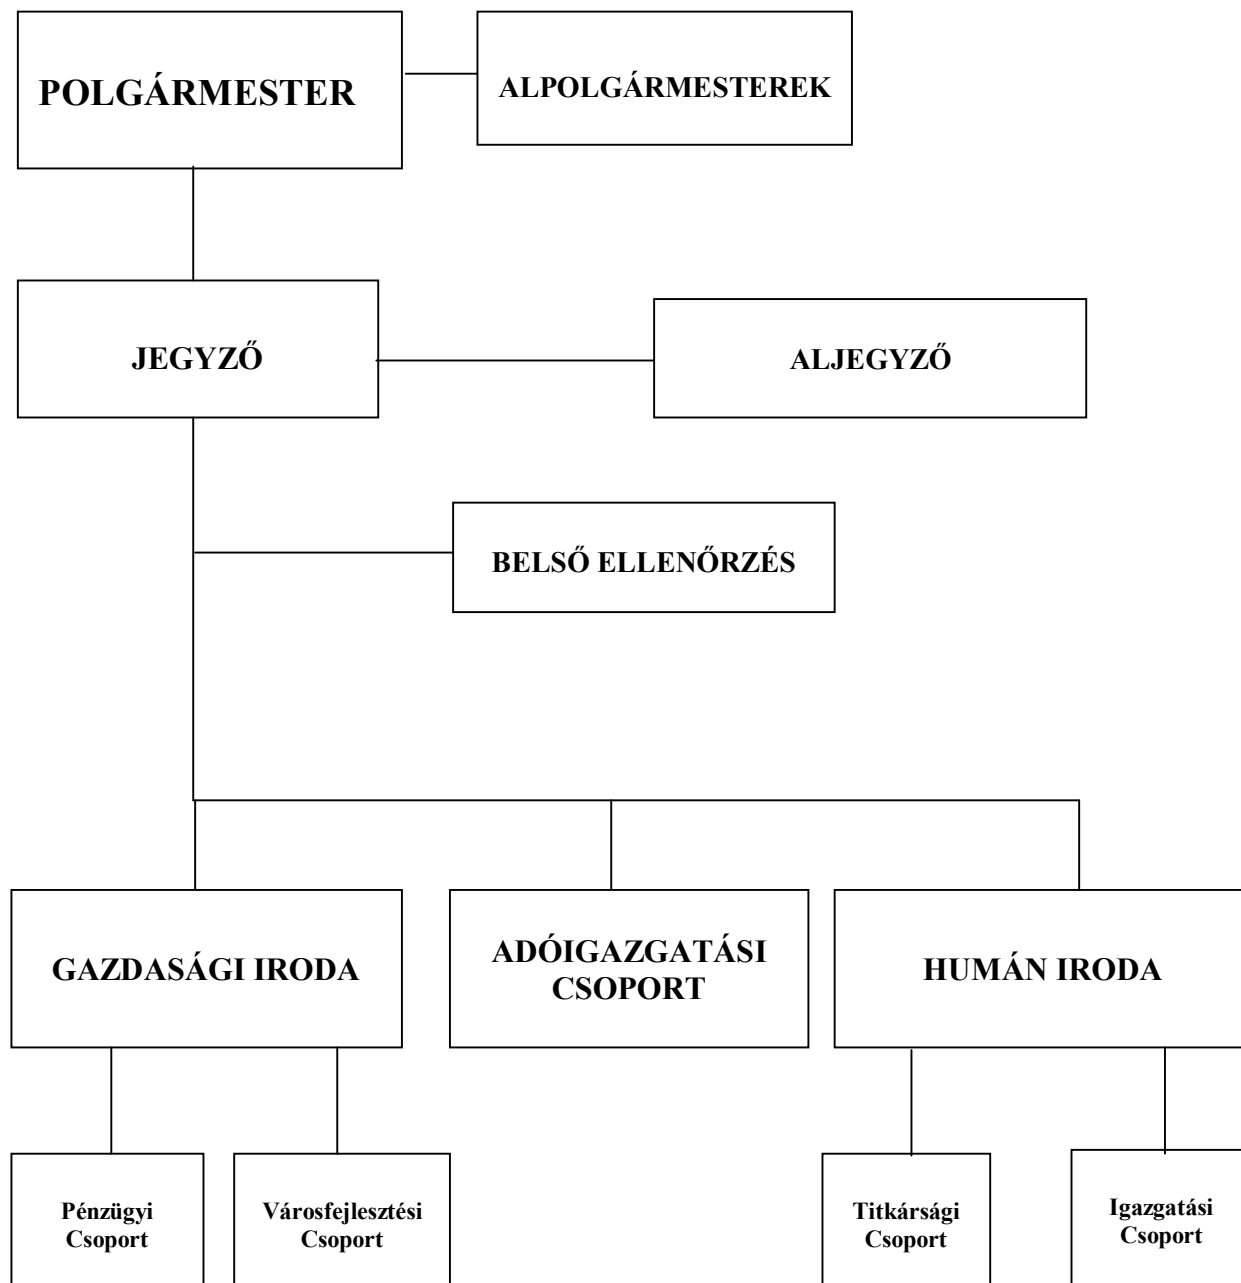 POLGÁRMESTER
ALPOLGÁRMESTEREK
JEGYZŐ
ALJEGYZŐ
BELSŐ ELLENŐRZÉS
GAZDASÁGI IRODA
ADÓIGAZGATÁSI
CSOPORT
HUMÁN IRODA
Pénzügyi
Csoport
Városfejlesztési
Csoport
Titkársági
Csoport
Igazgatási
Csoport